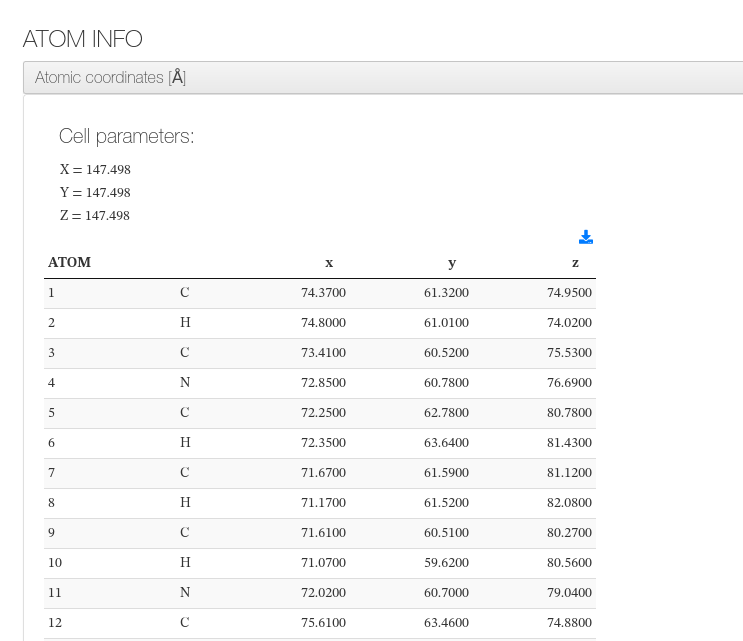 ATOM INFO
Atomic coordinates [Å]
Cell parameters:
X = 147.498
Y = 147.498
Z = 147.498
ATOM x y z
1 C 74.3700 61.3200 74.9500
2 H 74.8000 61.0100 74.0200
3 C 73.4100 60.5200 75.5300
4 N 72.8500 60.7800 76.6900
5 C 72.2500 62.7800 80.7800
6 H 72.3500 63.6400 81.4300
7 C 71.6700 61.5900 81.1200
8 H 71.1700 61.5200 82.0800
9 C 71.6100 60.5100 80.2700
10 H 71.0700 59.6200 80.5600
11 N 72.0200 60.7000 79.0400
12 C 75.6100 63.4600 74.8800